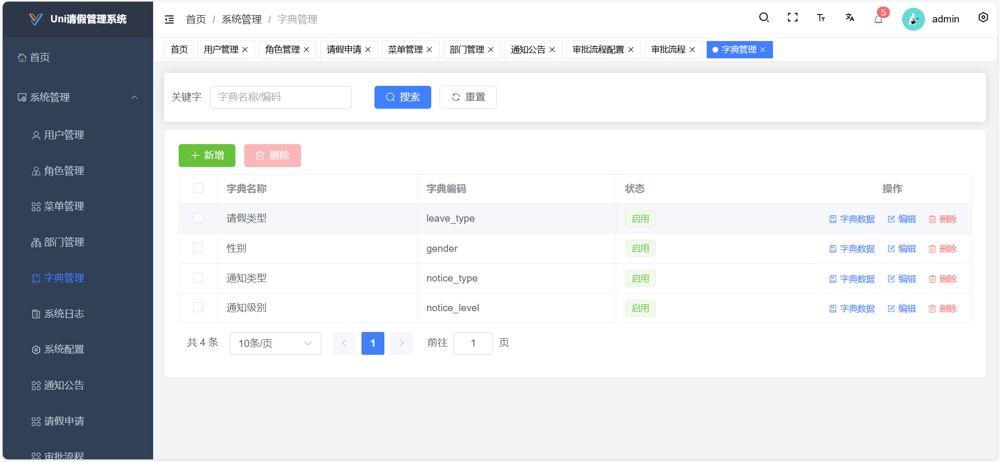 Uni请假管理系统
首页 / 系统管理 / 字典管理
5
admin
首页
用户管理
角色管理
请假申请
菜单管理
部门管理
通知公告
审批流程配置
审批流程
字典管理
首页
系统管理
用户管理
角色管理
菜单管理
部门管理
字典管理
系统日志
系统配置
通知公告
请假申请
审批流程
关键字 字典名称/编码 搜索 重置
新增 删除
字典名称 字典编码 状态 操作
请假类型 leave_type 启用 字典数据 编辑 删除
性别 gender 启用 字典数据 编辑 删除
通知类型 notice_type 启用 字典数据 编辑 删除
通知级别 notice_level 启用 字典数据 编辑 删除
共 4 条 10条/页 1 前往 1 页